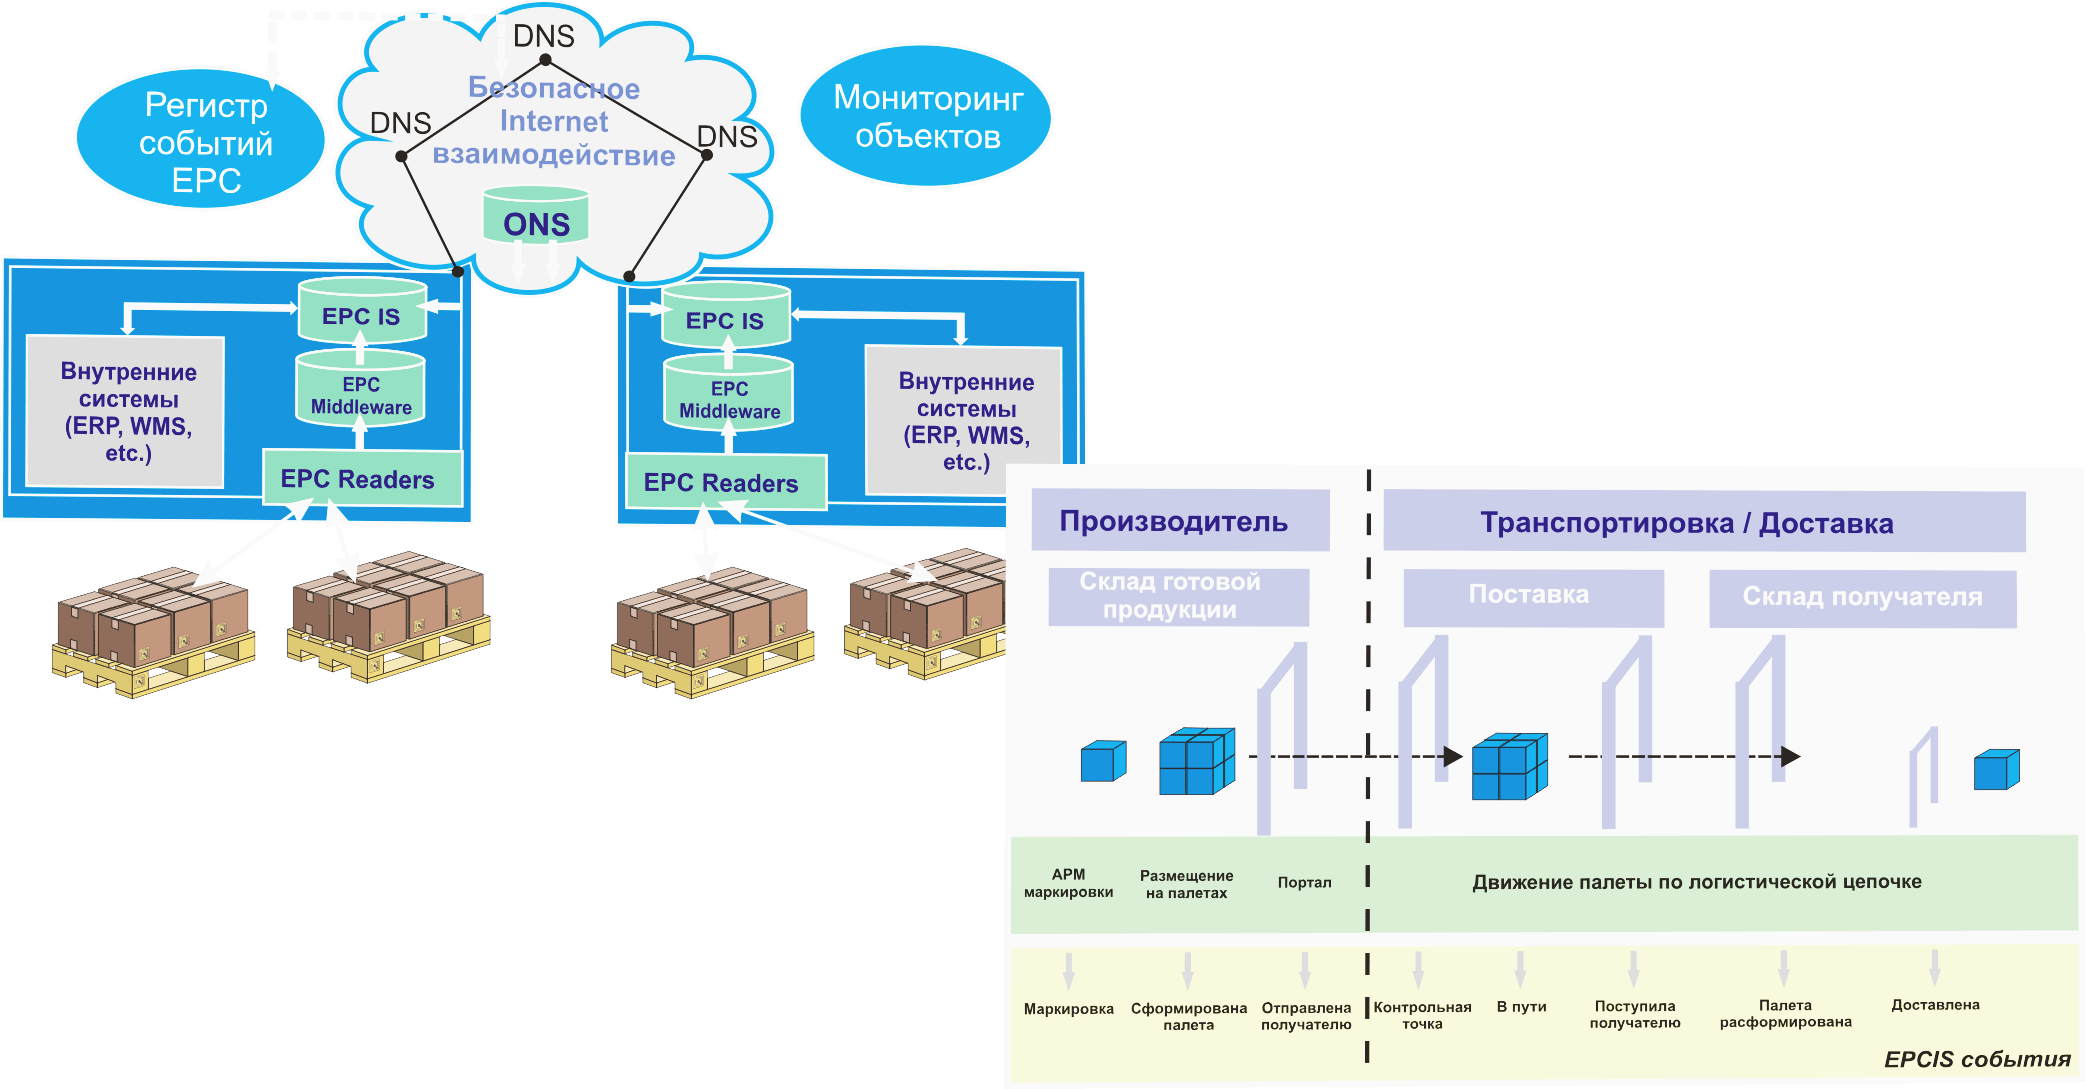 DNS
Регистр
событий
EPC
DNS
Безопасное
Internet
взаимодействие
DNS
Мониторинг
объектов
ONS
EPC IS
EPC
Middleware
Внутренние
системы
(ERP, WMS,
etc.)
EPC Readers
EPC IS
EPC
Middleware
Внутренние
системы
(ERP, WMS,
etc.)
EPC Readers
Производитель
Транспортировка / Доставка
Склад готовой
продукции
Поставка
Склад получателя
АРМ
маркировки
Размещение
на палетах
Портал
Движение палеты по логистической цепочке
Маркировка
Сформирована
палета
Отправлена
получателю
Контрольная
точка
В пути
Поступила
получателю
Палета
расформирована
Доставлена
EPCIS события